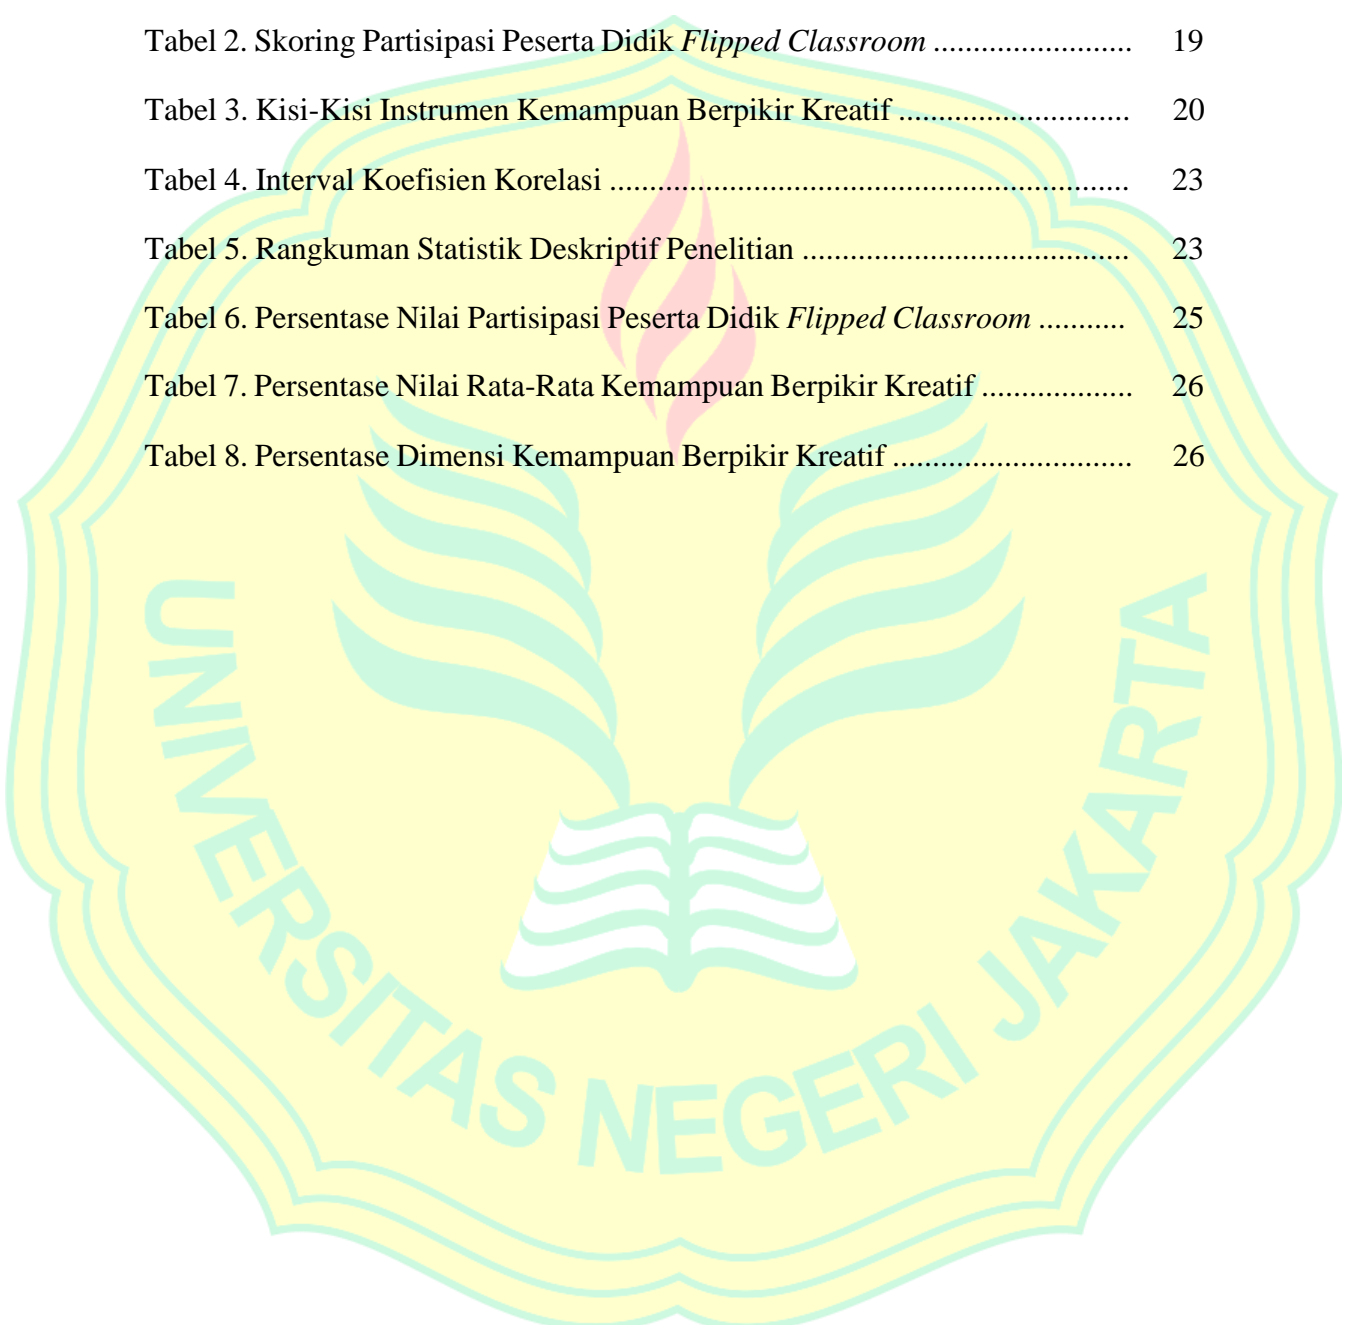 Tabel 2. Skoring Partisipasi Peserta Didik Flipped Classroom ......................... 19
Tabel 3. Kisi-Kisi Instrumen Kemampuan Berpikir Kreatif ............................. 20
Tabel 4. Interval Koefisien Korelasi ................................................................. 23
Tabel 5. Rangkuman Statistik Deskriptif Penelitian ......................................... 23
Tabel 6. Persentase Nilai Partisipasi Peserta Didik Flipped Classroom ........... 25
Tabel 7. Persentase Nilai Rata-Rata Kemampuan Berpikir Kreatif ................... 26
Tabel 8. Persentase Dimensi Kemampuan Berpikir Kreatif .............................. 26
UNIVERSITAS NEGERI JAKARTA